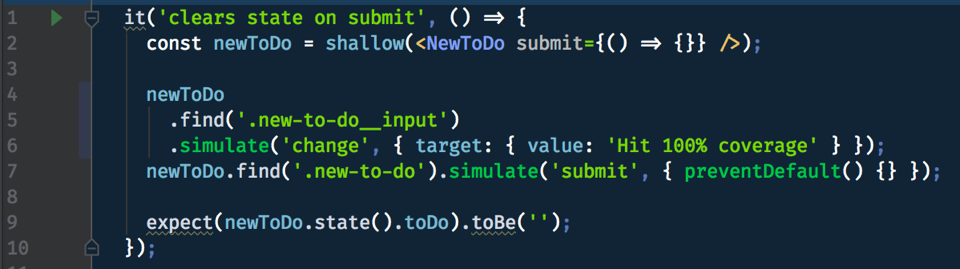 1 it('clears state on submit', () => {
2 const newToDo = shallow(<NewToDo submit={() => {}} />);
3
4 newToDo
5 .find('.new-to-do__input')
6 .simulate('change', { target: { value: 'Hit 100% coverage' } });
7 newToDo.find('.new-to-do').simulate('submit', { preventDefault() {} });
8
9 expect(newToDo.state().toDo).toBe('');
10 });